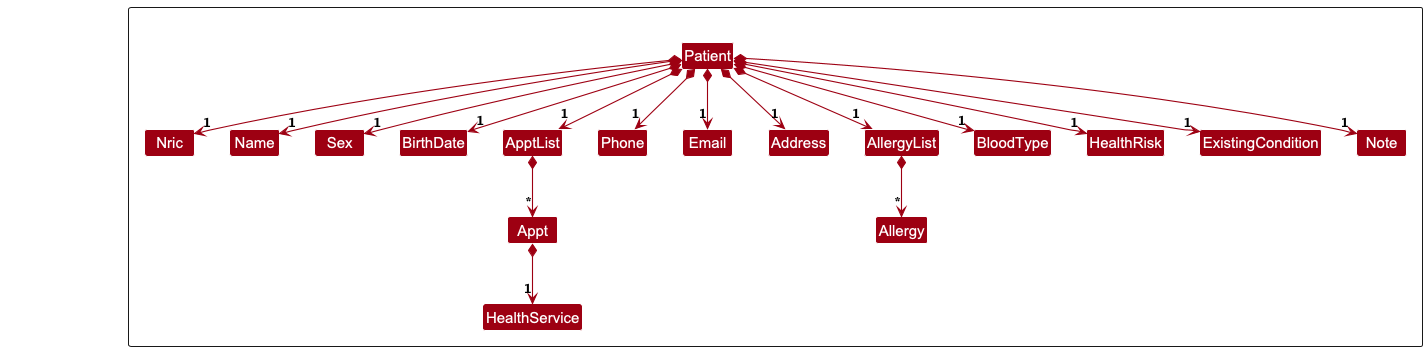 Patient
1 1 1 1 1 1 1 1 1 1 1 1 1
Nric Name Sex BirthDate ApptList Phone Email Address AllergyList BloodType HealthRisk ExistingCondition Note
* *
Appt Allergy
1
HealthService